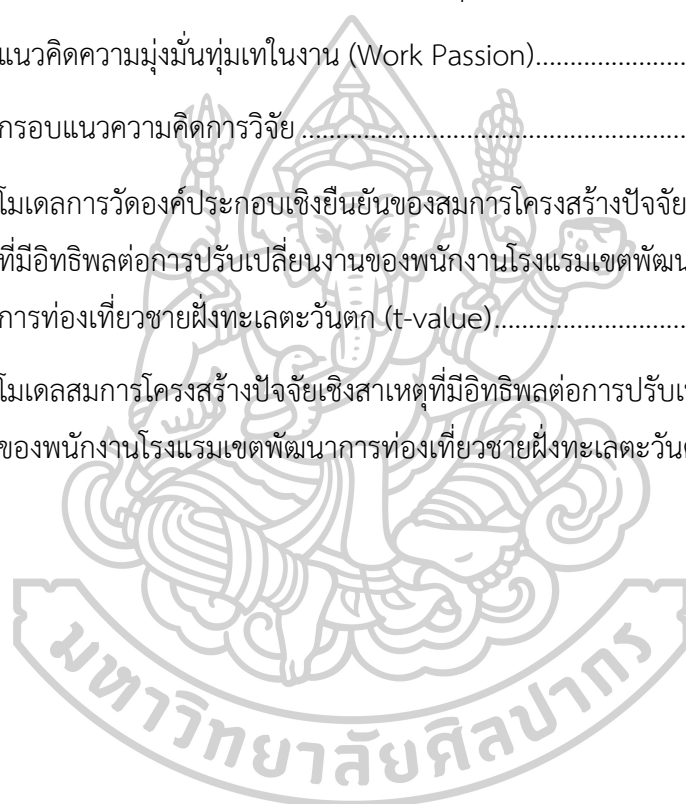 แนวคิดความมุ่งมั่นทุ่มเทในงาน (Work Passion)......................
กรอบแนวความคิดการวิจัย ......................................................
โมเดลการวัดองค์ประกอบเชิงยืนยันของสมการโครงสร้างปัจจัย
ที่มีอิทธิพลต่อการปรับเปลี่ยนงานของพนักงานโรงแรมเขตพัฒน
การท่องเที่ยวชายฝั่งทะเลตะวันตก (t-value)............................
โมเดลสมการโครงสร้างปัจจัยเชิงสาเหตุที่มีอิทธิพลต่อการปรับเ
ของพนักงานโรงแรมเขตพัฒนาการท่องเที่ยวชายฝั่งทะเลตะวัน
มหาวิทยาลัยศิลปากร